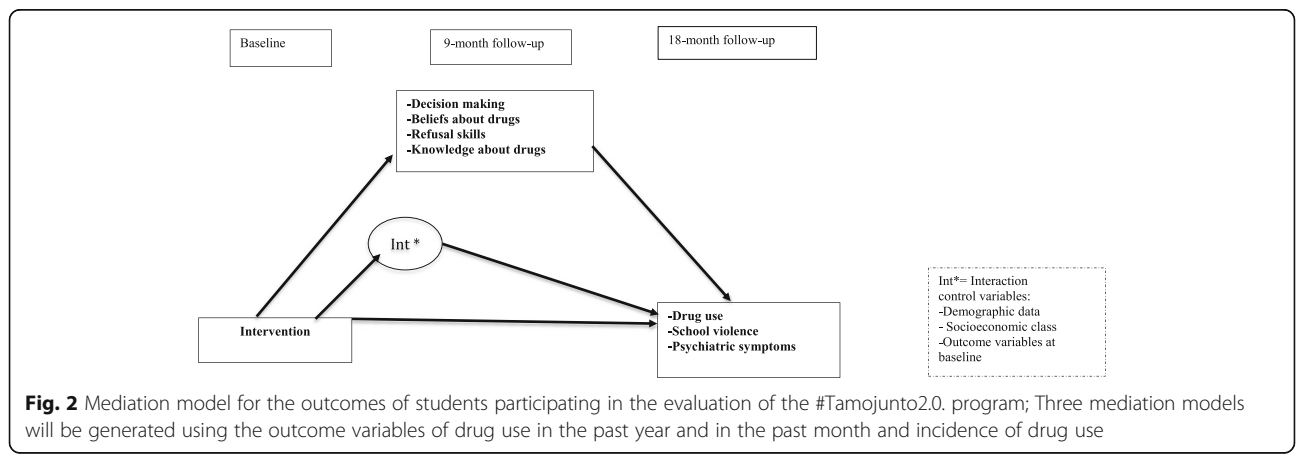 Baseline
9-month follow-up
18-month follow-up
-Decision making
-Beliefs about drugs
-Refusal skills
-Knowledge about drugs
Int *
Intervention
-Drug use
-School violence
-Psychiatric symptoms
Int*= Interaction
control variables:
-Demographic data
- Socioeconomic class
-Outcome variables at
baseline
Fig. 2 Mediation model for the outcomes of students participating in the evaluation of the #Tamojunto2.0. program; Three mediation models
will be generated using the outcome variables of drug use in the past year and in the past month and incidence of drug use